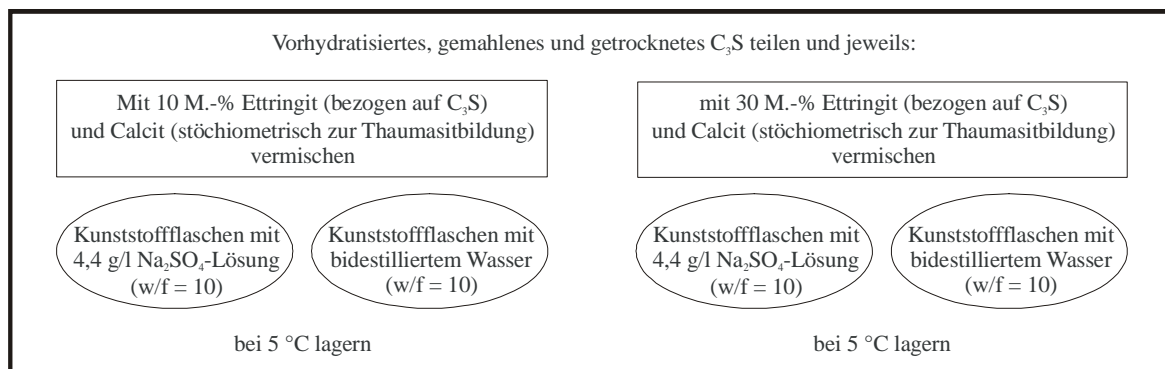 Vorhydratisiertes, gemahlenes und getrocknetes C₃S teilen und jeweils:
Mit 10 M.-% Ettringit (bezogen auf C₃S)
und Calcit (stöchiometrisch zur Thaumasitbildung)
vermischen
mit 30 M.-% Ettringit (bezogen auf C₃S)
und Calcit (stöchiometrisch zur Thaumasitbildung)
vermischen
Kunststoffflaschen mit
4,4 g/l Na₂SO₄-Lösung
(w/f = 10)
Kunststoffflaschen mit
bidestilliertem Wasser
(w/f = 10)
Kunststoffflaschen mit
4,4 g/l Na₂SO₄-Lösung
(w/f = 10)
Kunststoffflaschen mit
bidestilliertem Wasser
(w/f = 10)
bei 5 °C lagern
bei 5 °C lagern